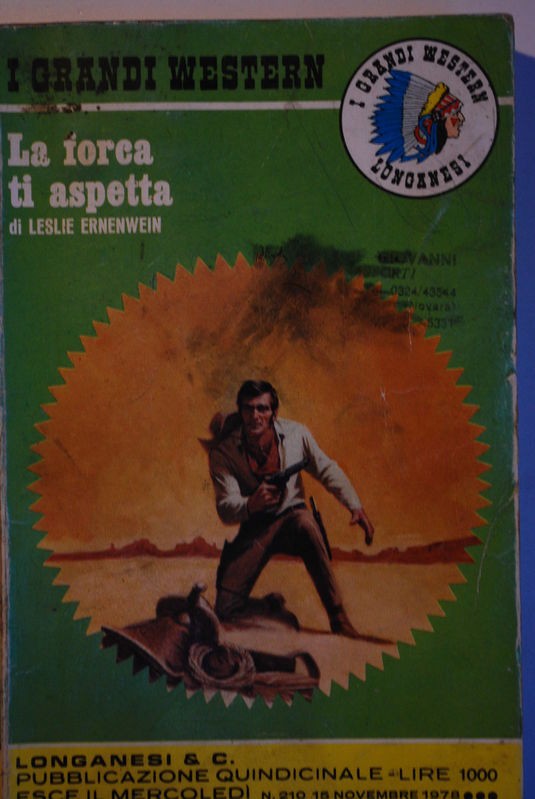 I GRANDI WESTERN
I GRANDI WESTERN
LONGANESI
La forca
ti aspetta
di LESLIE ERNENWEIN
GIOVANNI
0324/43544
(Novara)
LONGANESI & C.
PUBBLICAZIONE QUINDICINALE - LIRE 1000
ESCE IL MERCOLEDÌ N. 210 15 NOVEMBRE 1978 ●●●